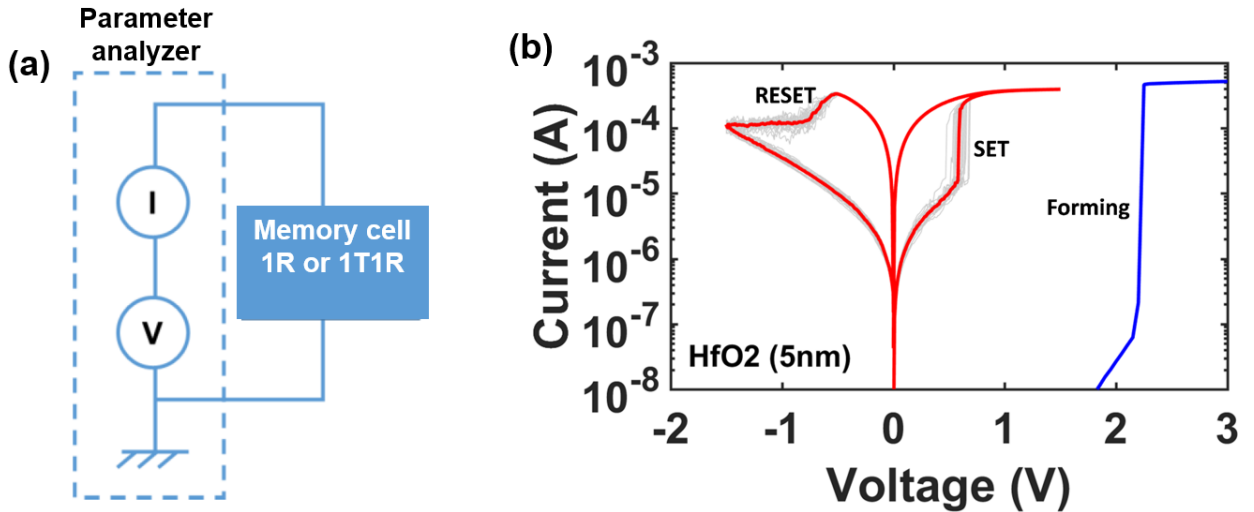 (a)
Parameter
analyzer
I
V
Memory cell
1R or 1T1R
(b)
Current (A)
10-3
10-4
10-5
10-6
10-7
10-8
RESET
SET
Forming
HfO2 (5nm)
-2
-1
0
1
2
3
Voltage (V)